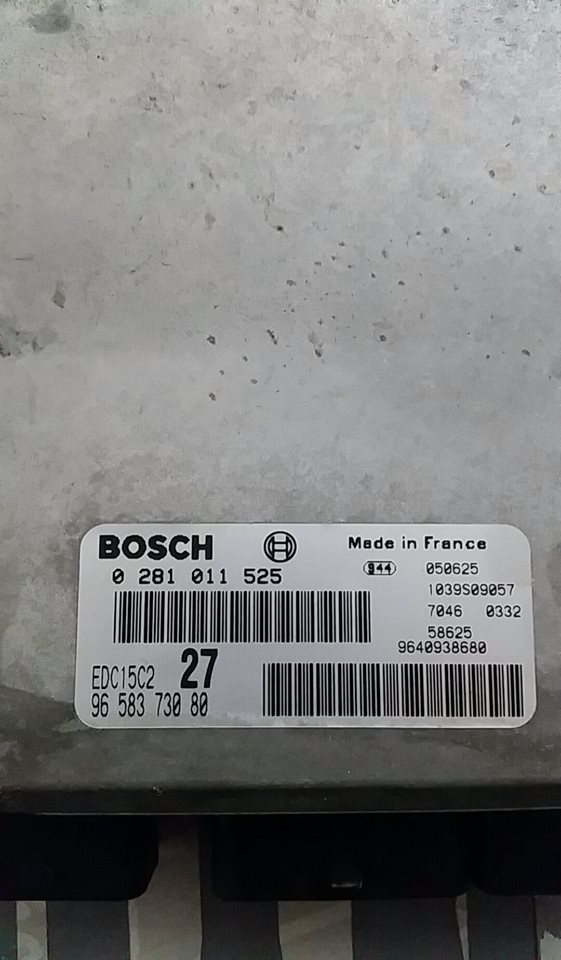 BOSCH
Made in France
0 281 011 525
944 050625
1039S09057
7046 0332
58625
9640938680
EDC15C2 27
96 583 730 80